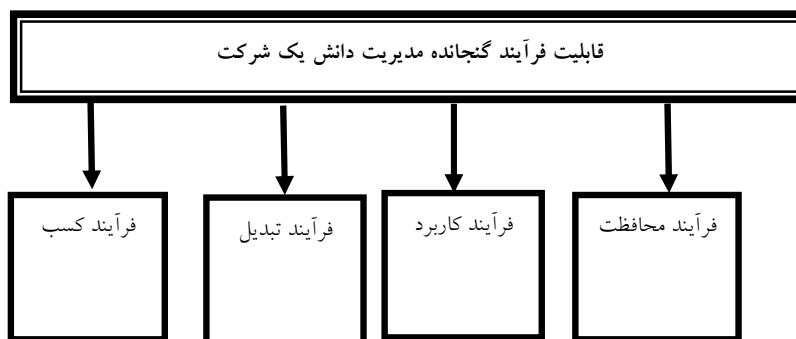 قابلیت فرآیند گنجانده مدیریت دانش یک شرکت
فرآیند محافظت
فرآیند کاربرد
فرآیند تبدیل
فرآیند کسب